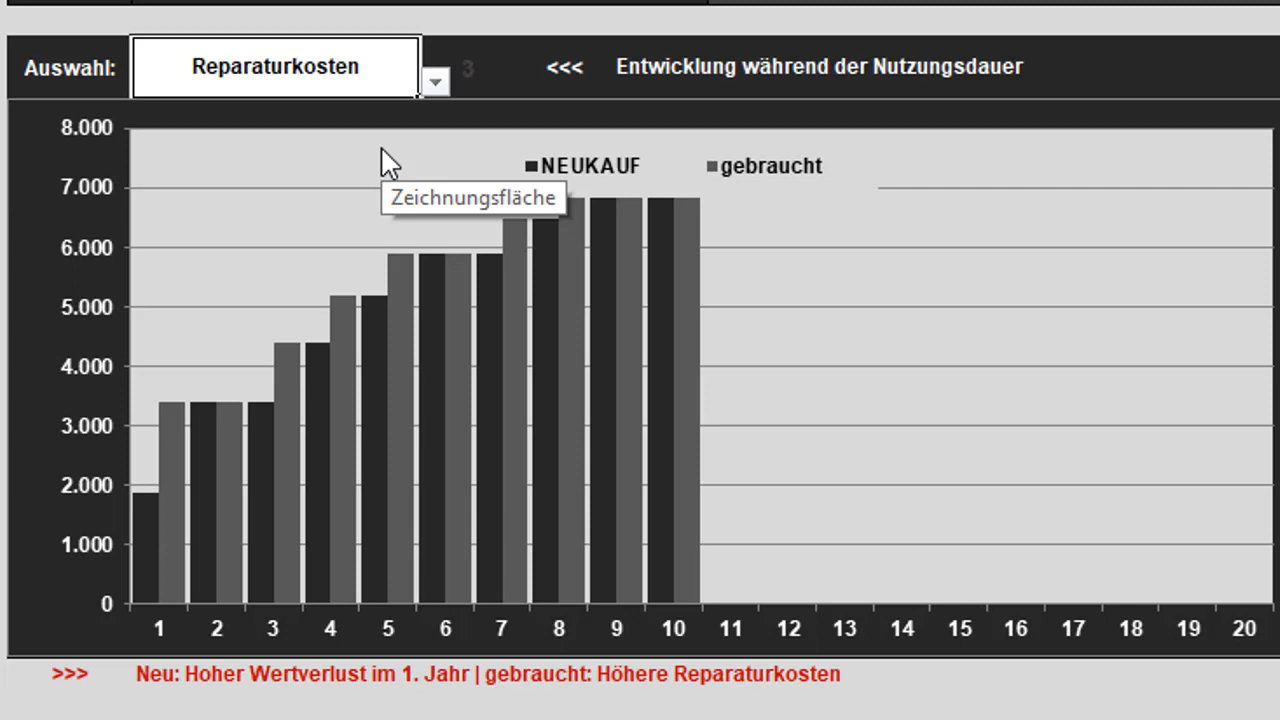 Auswahl: Reparaturkosten 3 <<< Entwicklung während der Nutzungsdauer
8.000
NEUKAUF gebraucht
7.000
Zeichnungsfläche
6.000
5.000
4.000
3.000
2.000
1.000
0
1 2 3 4 5 6 7 8 9 10 11 12 13 14 15 16 17 18 19 20
>>> Neu: Hoher Wertverlust im 1. Jahr | gebraucht: Höhere Reparaturkosten